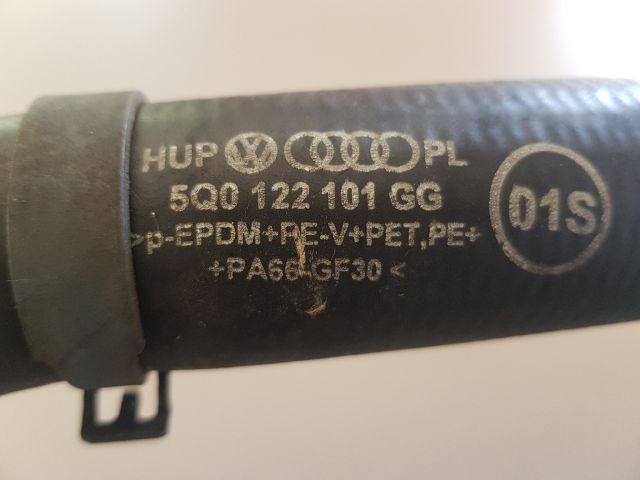 HUP PL
5Q0 122 101 GG
>p-EPDM+PE-V+PET,PE+
+PA66-GF30<
01S